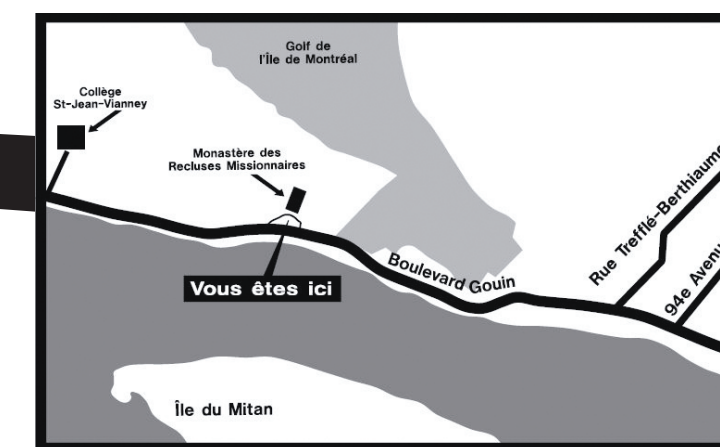 Golf de
l'Île de Montréal
Collège
St-Jean-Vianney
Monastère des
Recluses Missionnaires
Rue Trefflé-Berthiaume
94e Avenu
Boulevard Gouin
Vous êtes ici
Île du Mitan